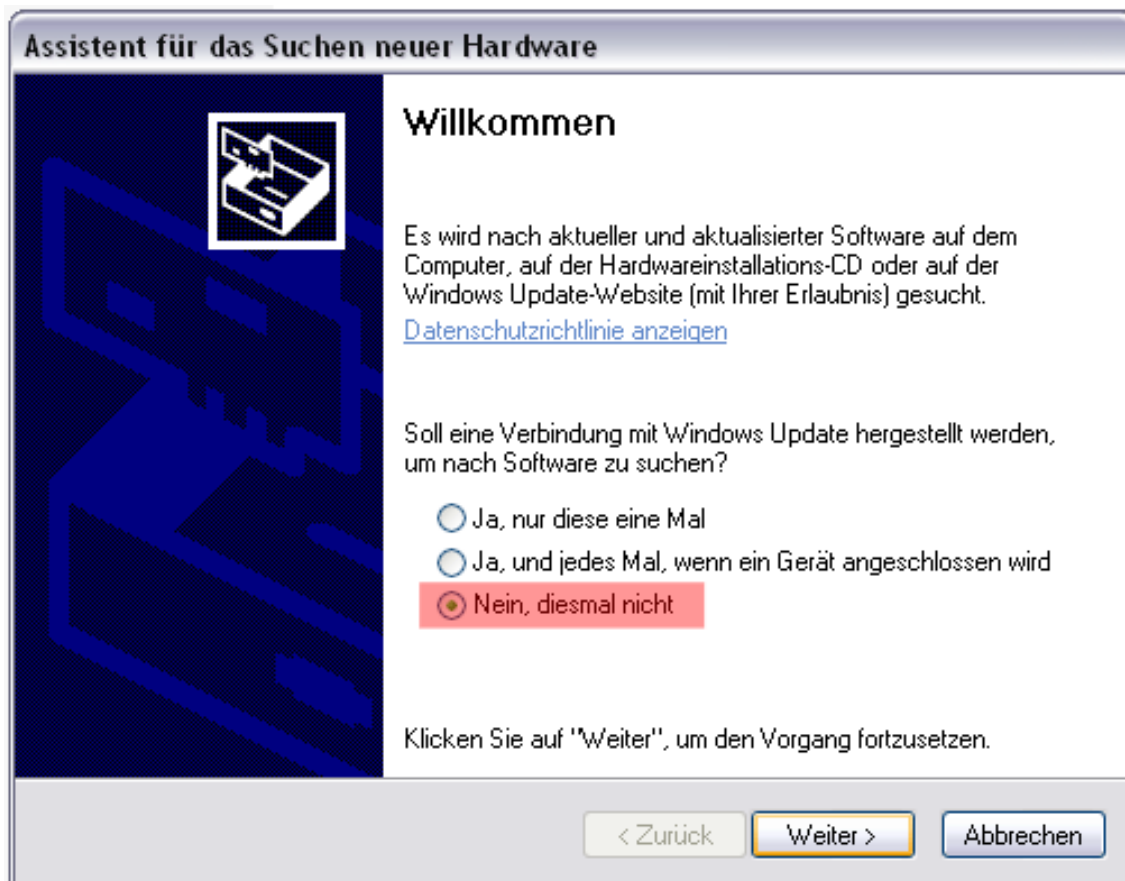 Assistent für das Suchen neuer Hardware
Willkommen
Es wird nach aktueller und aktualisierter Software auf dem
Computer, auf der Hardwareinstallations-CD oder auf der
Windows Update-Website (mit Ihrer Erlaubnis) gesucht.
Datenschutzrichtlinie anzeigen
Soll eine Verbindung mit Windows Update hergestellt werden,
um nach Software zu suchen?
Ja, nur diese eine Mal
Ja, und jedes Mal, wenn ein Gerät angeschlossen wird
Nein, diesmal nicht
Klicken Sie auf "Weiter", um den Vorgang fortzusetzen.
< Zurück Weiter > Abbrechen